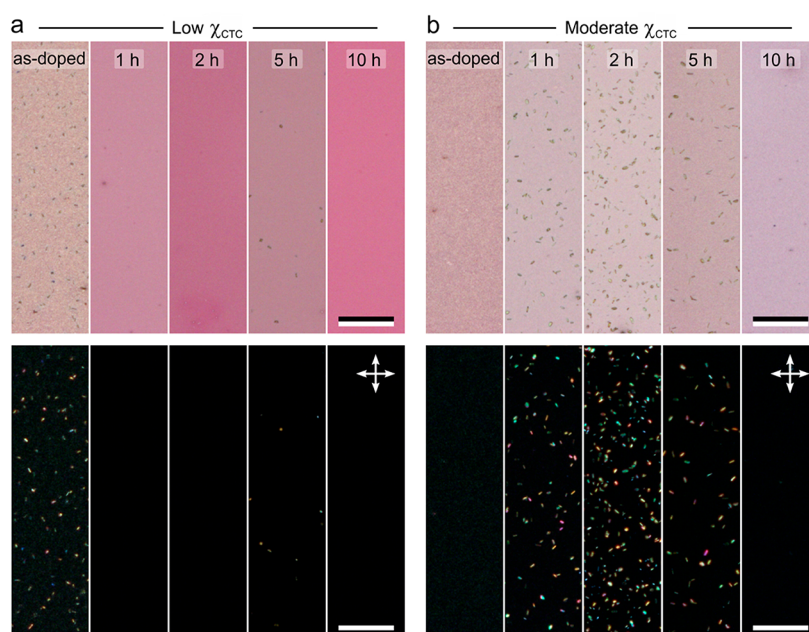 a
Low χCTC
as-doped 1 h 2 h 5 h 10 h
b
Moderate χCTC
as-doped 1 h 2 h 5 h 10 h